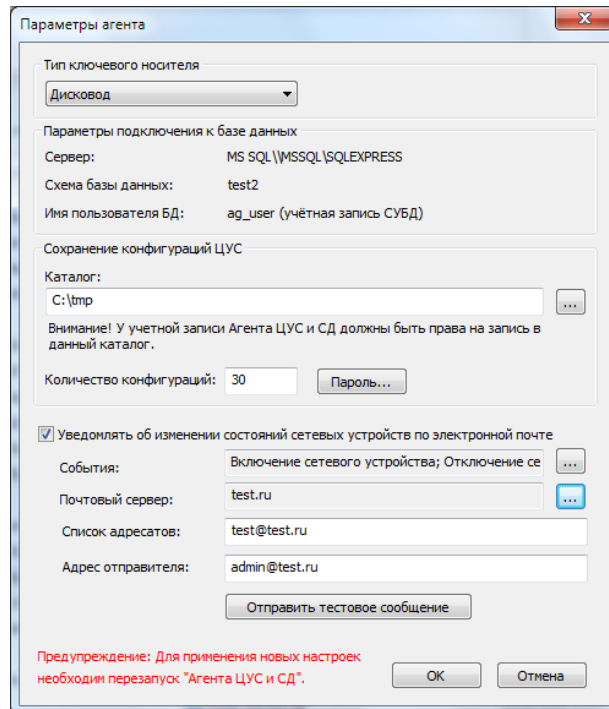 Параметры агента
Тип ключевого носителя
Дисковод
Параметры подключения к базе данных
Сервер: MS SQL\\MSSQL\SQLEXPRESS
Схема базы данных: test2
Имя пользователя БД: ag_user (учётная запись СУБД)
Сохранение конфигураций ЦУС
Каталог:
C:\tmp
...
Внимание! У учетной записи Агента ЦУС и СД должны быть права на запись в
данный каталог.
Количество конфигураций: 30 Пароль...
Уведомлять об изменении состояний сетевых устройств по электронной почте
События: Включение сетевого устройства; Отключение се ...
Почтовый сервер: test.ru ...
Список адресатов: test@test.ru
Адрес отправителя: admin@test.ru
Отправить тестовое сообщение
Предупреждение: Для применения новых настроек
необходим перезапуск "Агента ЦУС и СД".
OK Отмена